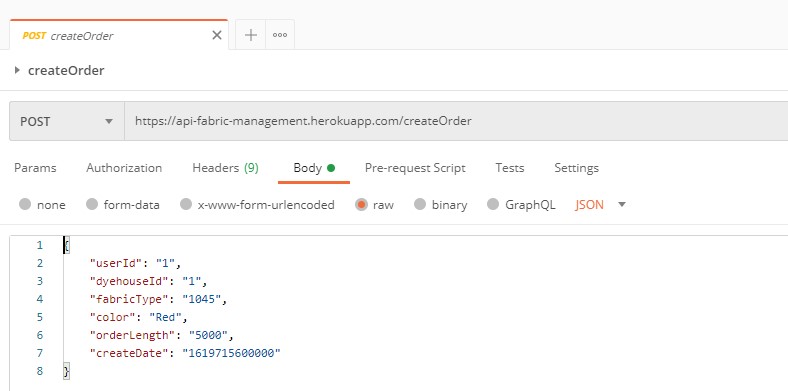 POST createOrder
createOrder
POST https://api-fabric-management.herokuapp.com/createOrder
Params Authorization Headers (9) Body Pre-request Script Tests Settings
none form-data x-www-form-urlencoded raw binary GraphQL JSON
1 {
2 "userId": "1",
3 "dyehouseId": "1",
4 "fabricType": "1045",
5 "color": "Red",
6 "orderLength": "5000",
7 "createDate": "1619715600000"
8 }